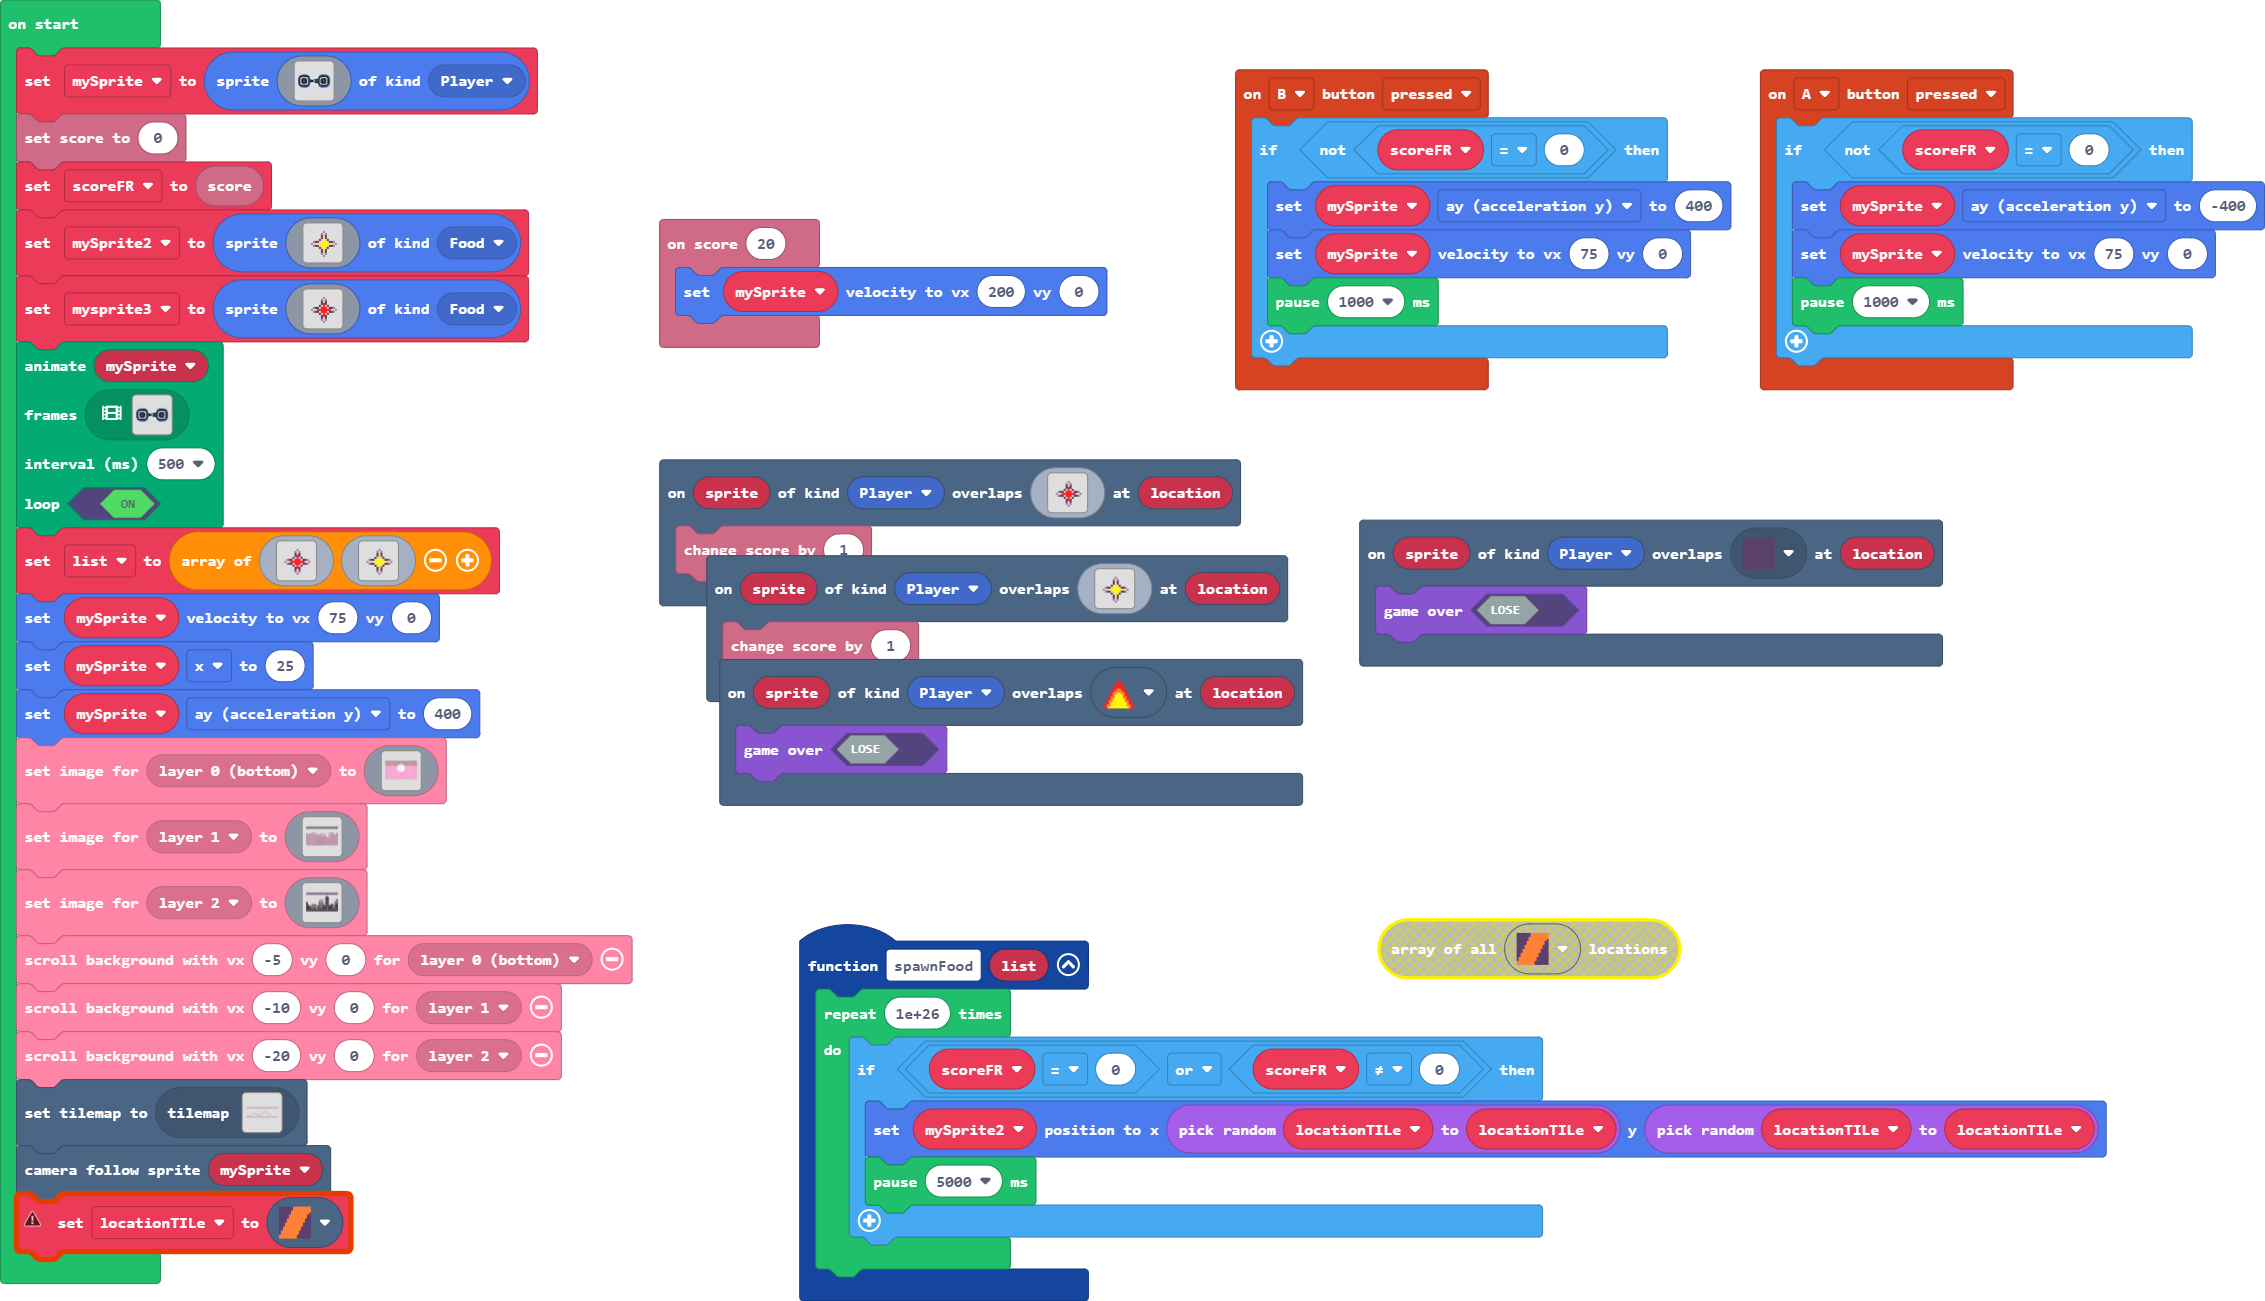 on start
set mySprite to sprite of kind Player
set score to 0
set scoreFR to score
set mySprite2 to sprite of kind Food
set mysprite3 to sprite of kind Food
animate mySprite
frames
interval (ms) 500
loop ON
set list to array of
set mySprite velocity to vx 75 vy 0
set mySprite x to 25
set mySprite ay (acceleration y) to 400
set image for layer 0 (bottom) to
set image for layer 1 to
set image for layer 2 to
scroll background with vx -5 vy 0 for layer 0 (bottom)
scroll background with vx -10 vy 0 for layer 1
scroll background with vx -20 vy 0 for layer 2
set tilemap to tilemap
camera follow sprite mySprite
set locationTILe to
on score 20
set mySprite velocity to vx 200 vy 0
on B button pressed
if not scoreFR = 0 then
set mySprite ay (acceleration y) to 400
set mySprite velocity to vx 75 vy 0
pause 1000 ms
on A button pressed
if not scoreFR = 0 then
set mySprite ay (acceleration y) to -400
set mySprite velocity to vx 75 vy 0
pause 1000 ms
on sprite of kind Player overlaps at location
change score by 1
on sprite of kind Player overlaps at location
change score by 1
on sprite of kind Player overlaps at location
game over LOSE
on sprite of kind Player overlaps at location
game over LOSE
function spawnFood list
repeat 1e+26 times
do
if scoreFR = 0 or scoreFR ≠ 0 then
set mySprite2 position to x pick random locationTILe to locationTILe y pick random locationTILe to locationTILe
pause 5000 ms
array of all locations